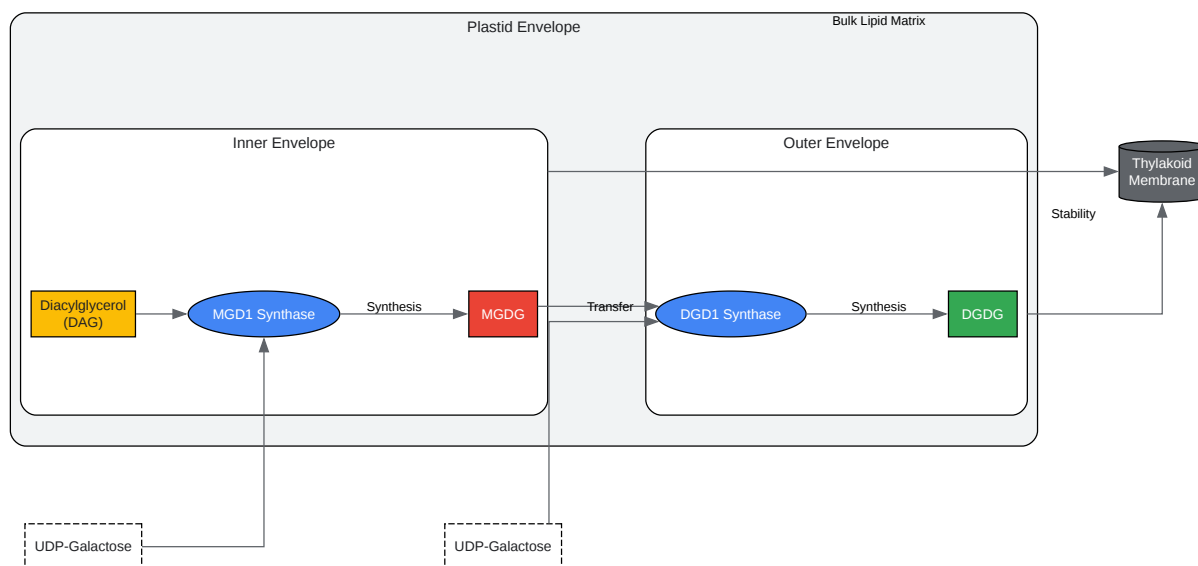 Bulk Lipid Matrix
Plastid Envelope
Inner Envelope
Outer Envelope
Thylakoid
Membrane
Stability
Diacylglycerol
(DAG)
MGD1 Synthase
Synthesis
MGDG
Transfer
DGD1 Synthase
Synthesis
DGDG
UDP-Galactose
UDP-Galactose